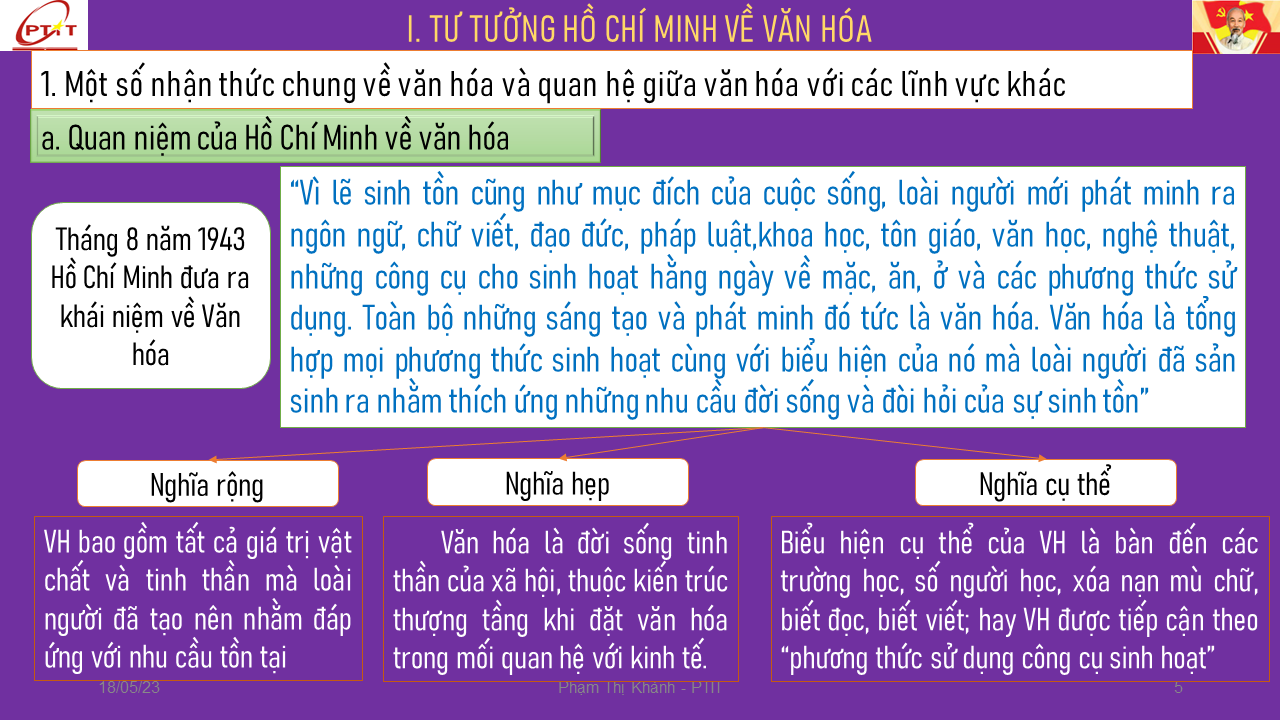 PTIT
I. TƯ TƯỞNG HỒ CHÍ MINH VỀ VĂN HÓA
1. Một số nhận thức chung về văn hóa và quan hệ giữa văn hóa với các lĩnh vực khác
a. Quan niệm của Hồ Chí Minh về văn hóa
Tháng 8 năm 1943
Hồ Chí Minh đưa ra
khái niệm về Văn
hóa
“Vì lẽ sinh tồn cũng như mục đích của cuộc sống, loài người mới phát minh ra
ngôn ngữ, chữ viết, đạo đức, pháp luật,khoa học, tôn giáo, văn học, nghệ thuật,
những công cụ cho sinh hoạt hằng ngày về mặc, ăn, ở và các phương thức sử
dụng. Toàn bộ những sáng tạo và phát minh đó tức là văn hóa. Văn hóa là tổng
hợp mọi phương thức sinh hoạt cùng với biểu hiện của nó mà loài người đã sản
sinh ra nhằm thích ứng những nhu cầu đời sống và đòi hỏi của sự sinh tồn”
Nghĩa rộng
VH bao gồm tất cả giá trị vật
chất và tinh thần mà loài
người đã tạo nên nhằm đáp
ứng với nhu cầu tồn tại
Nghĩa hẹp
Văn hóa là đời sống tinh
thần của xã hội, thuộc kiến trúc
thượng tầng khi đặt văn hóa
trong mối quan hệ với kinh tế.
Nghĩa cụ thể
Biểu hiện cụ thể của VH là bàn đến các
trường học, số người học, xóa nạn mù chữ,
biết đọc, biết viết; hay VH được tiếp cận theo
“phương thức sử dụng công cụ sinh hoạt”
18/05/23
Phạm Thị Khánh - PTIT
5